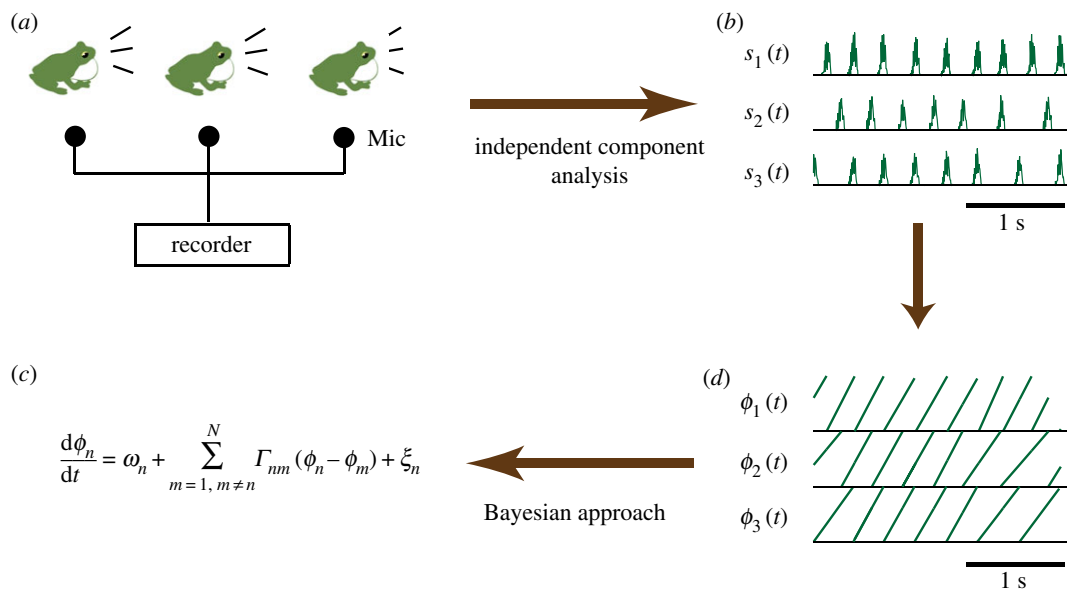 (a)
Mic
recorder
independent component
analysis
(b)
s₁ (t)
s₂ (t)
s₃ (t)
1 s
(c)
dϕₙ/dt = ωₙ + ∑_{m=1, m≠n}^{N} Γₙₘ (ϕₙ – ϕₘ) + ξₙ
Bayesian approach
(d)
ϕ₁ (t)
ϕ₂ (t)
ϕ₃ (t)
1 s